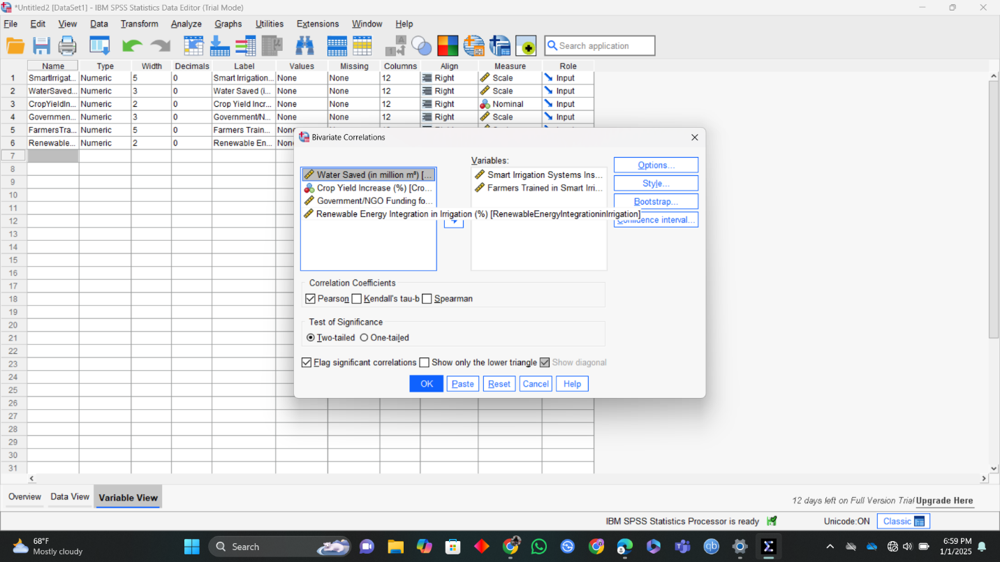 *Untitled2 [DataSet1] - IBM SPSS Statistics Data Editor (Trial Mode)
File Edit View Data Transform Analyze Graphs Utilities Extensions Window Help
Search application
Name Type Width Decimals Label Values Missing Columns Align Measure Role
1 SmartIrrigat... Numeric 5 0 Smart Irrigation... None None 12 Right Scale Input
2 WaterSaved... Numeric 3 0 Water Saved (i... None None 12 Right Scale Input
3 CropYieldIn... Numeric 2 0 Crop Yield Incr... None None 12 Right Nominal Input
4 Governmen... Numeric 3 0 Government/N... None None 12 Right Scale Input
5 FarmersTra... Numeric 5 0 Farmers Train...
6 Renewable... Numeric 2 0 Renewable En...
7
8
9
10
11
12
13
14
15
16
17
18
19
20
21
22
23
24
25
26
27
28
29
30
31
Bivariate Correlations
Variables:
Water Saved (in million m³) [...
Crop Yield Increase (%) [Cro...
Government/NGO Funding fo...
Renewable Energy Integration in Irrigation (%) [RenewableEnergyIntegrationinIrrigation]
Smart Irrigation Systems Ins...
Farmers Trained in Smart Irri...
Options...
Style...
Bootstrap...
Confidence interval...
Correlation Coefficients
Pearson Kendall's tau-b Spearman
Test of Significance
Two-tailed One-tailed
Flag significant correlations Show only the lower triangle Show diagonal
OK Paste Reset Cancel Help
Overview Data View Variable View
12 days left on Full Version Trial Upgrade Here
IBM SPSS Statistics Processor is ready Unicode:ON Classic
68°F
Mostly cloudy
Search
6:59 PM
1/1/2025